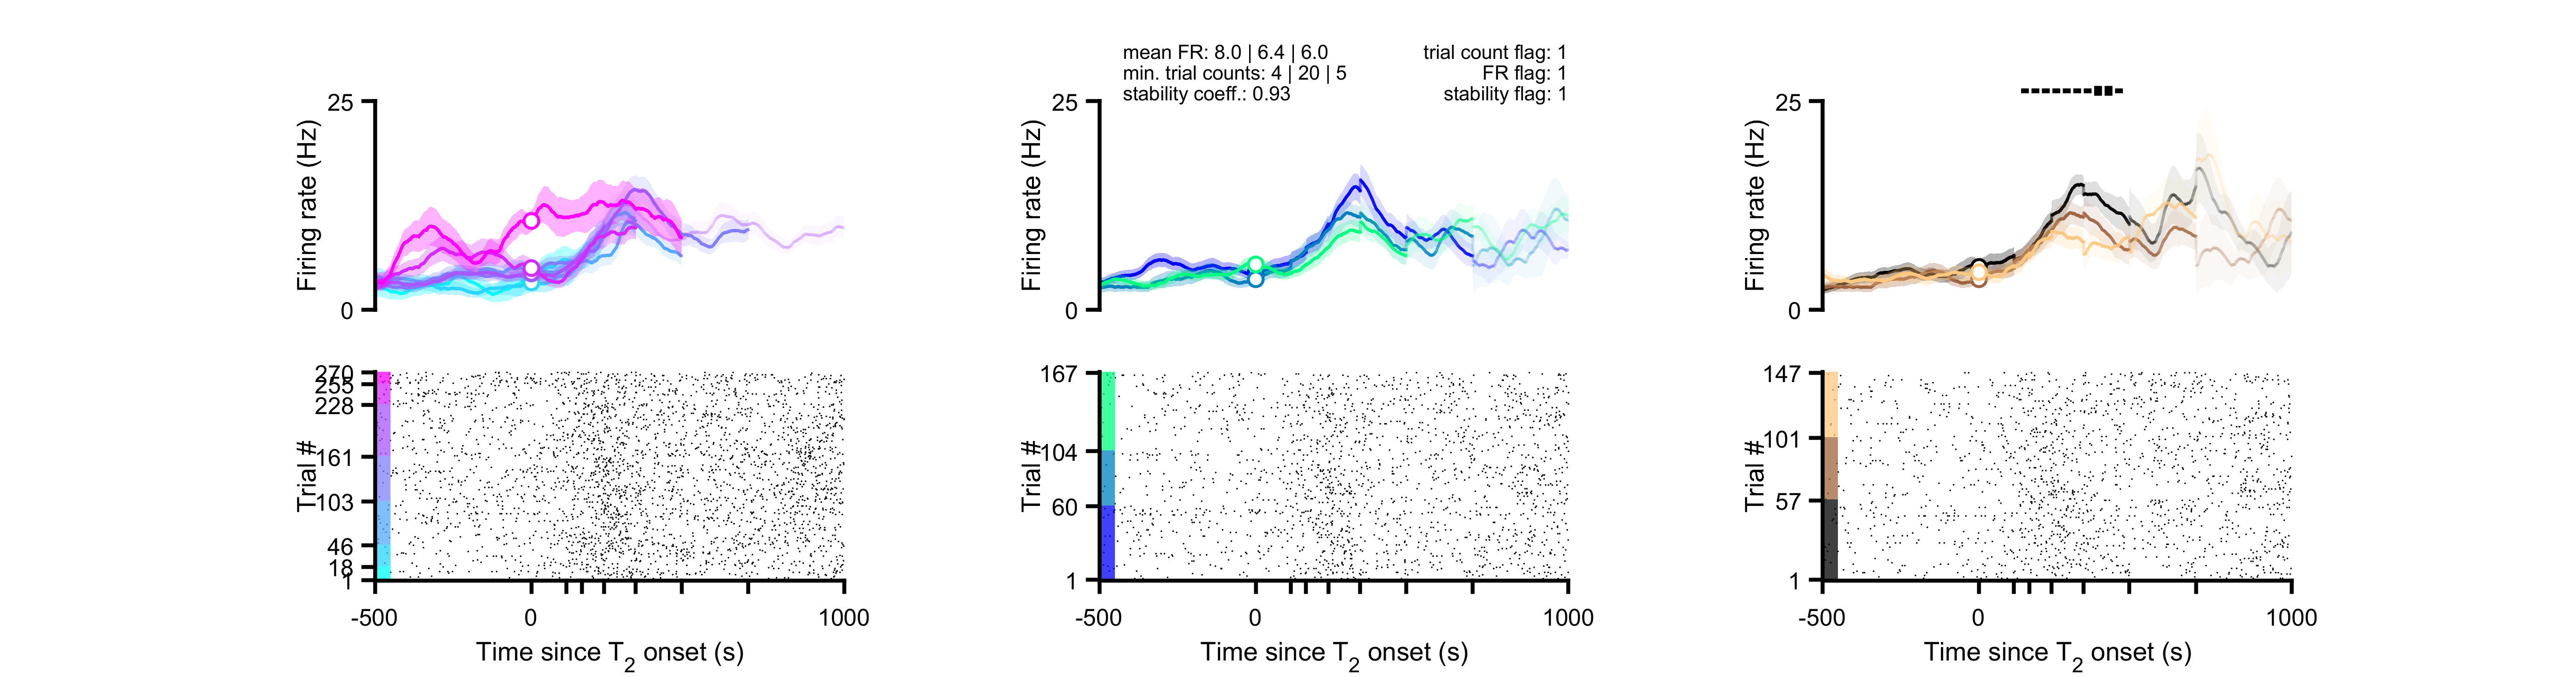 mean FR: 8.0 | 6.4 | 6.0
min. trial counts: 4 | 20 | 5
stability coeff.: 0.93
trial count flag: 1
FR flag: 1
stability flag: 1
25
Firing rate (Hz)
0
25
Firing rate (Hz)
0
25
Firing rate (Hz)
0
270
255
228
161
103
46
18
1
Trial #
-500
0
1000
Time since T2 onset (s)
167
104
60
1
Trial #
-500
0
1000
Time since T2 onset (s)
147
101
57
1
Trial #
-500
0
1000
Time since T2 onset (s)